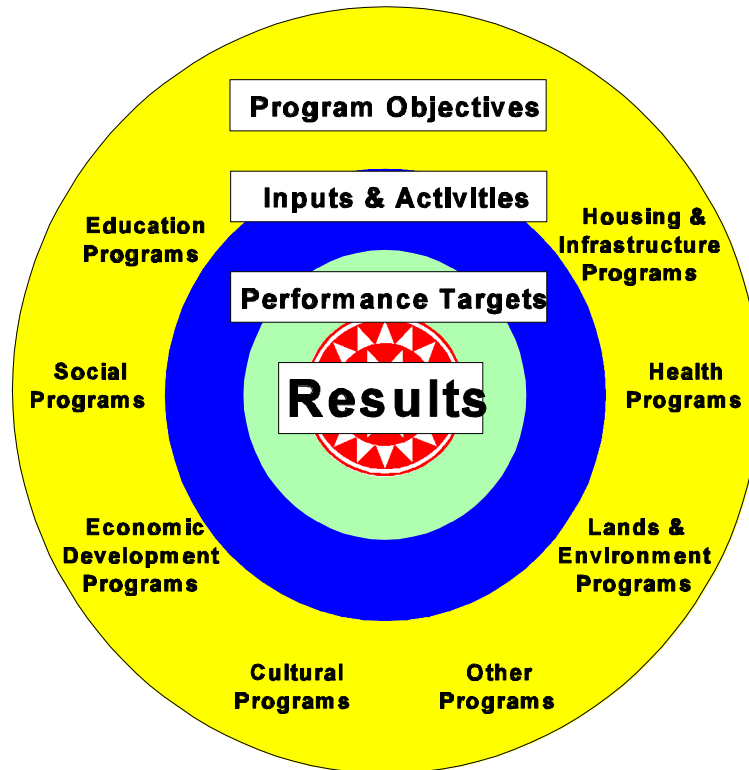 Program Objectives
Inputs & Activities
Education
Programs
Housing &
Infrastructure
Programs
Performance Targets
Social
Programs
Results
Health
Programs
Economic
Development
Programs
Lands &
Environment
Programs
Cultural
Programs
Other
Programs